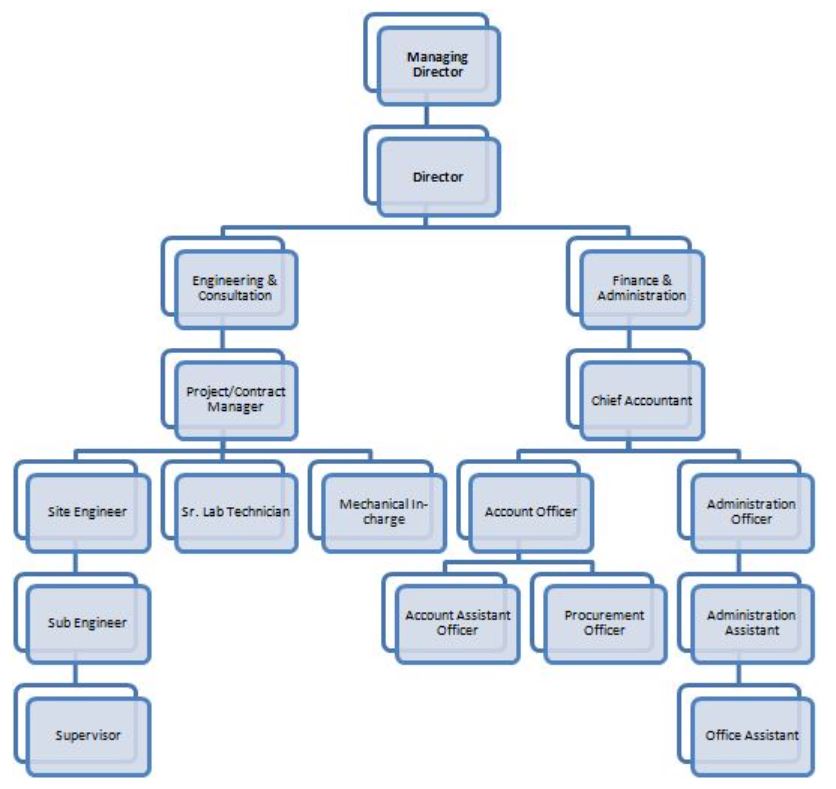 Managing
Director
Director
Engineering &
Consultation
Finance &
Administration
Project/Contract
Manager
Chief Accountant
Site Engineer
Sr. Lab Technician
Mechanical In-
charge
Account Officer
Administration
Officer
Sub Engineer
Account Assistant
Officer
Procurement
Officer
Administration
Assistant
Supervisor
Office Assistant